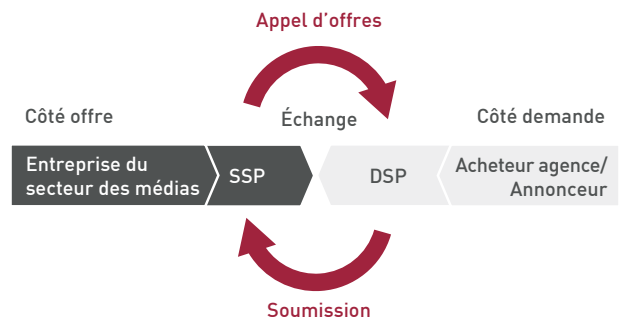 Appel d’offres
Côté offre
Échange
Côté demande
Entreprise du
secteur des médias
SSP
DSP
Acheteur agence/
Annonceur
Soumission